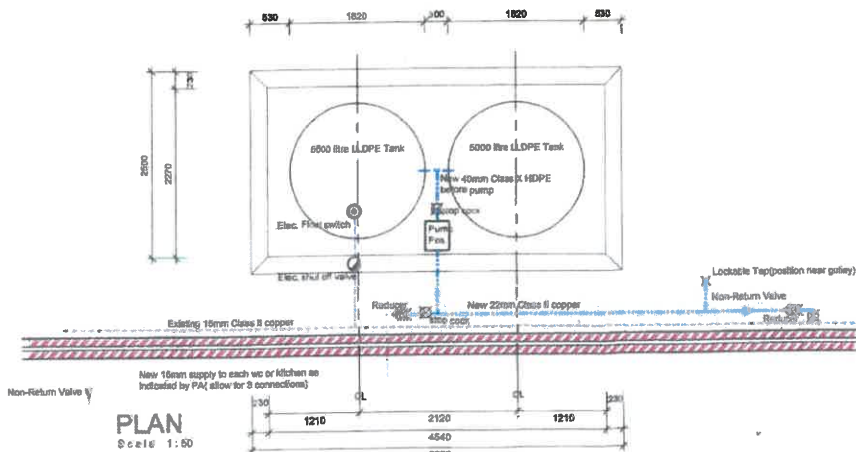 530 1820 300 1820 530
230
2500
2270
5000 litre LLDPE Tank
5000 litre LLDPE Tank
New 40mm Class X HDPE
before pump
stop cock
Elec. Float switch
Pump
Pos.
Elec. shut off valve
Lockable Tap(position near gulley)
Non-Return Valve
Reducer
New 22mm Class II copper
Reducer
stop cock
Existing 15mm Class II copper
New 15mm supply to each wc or kitchen as
indicated by PA( allow for 3 connections)
Non-Return Valve
CL
CL
PLAN
Scale 1:50
230
230
1210 2120 1210
4540